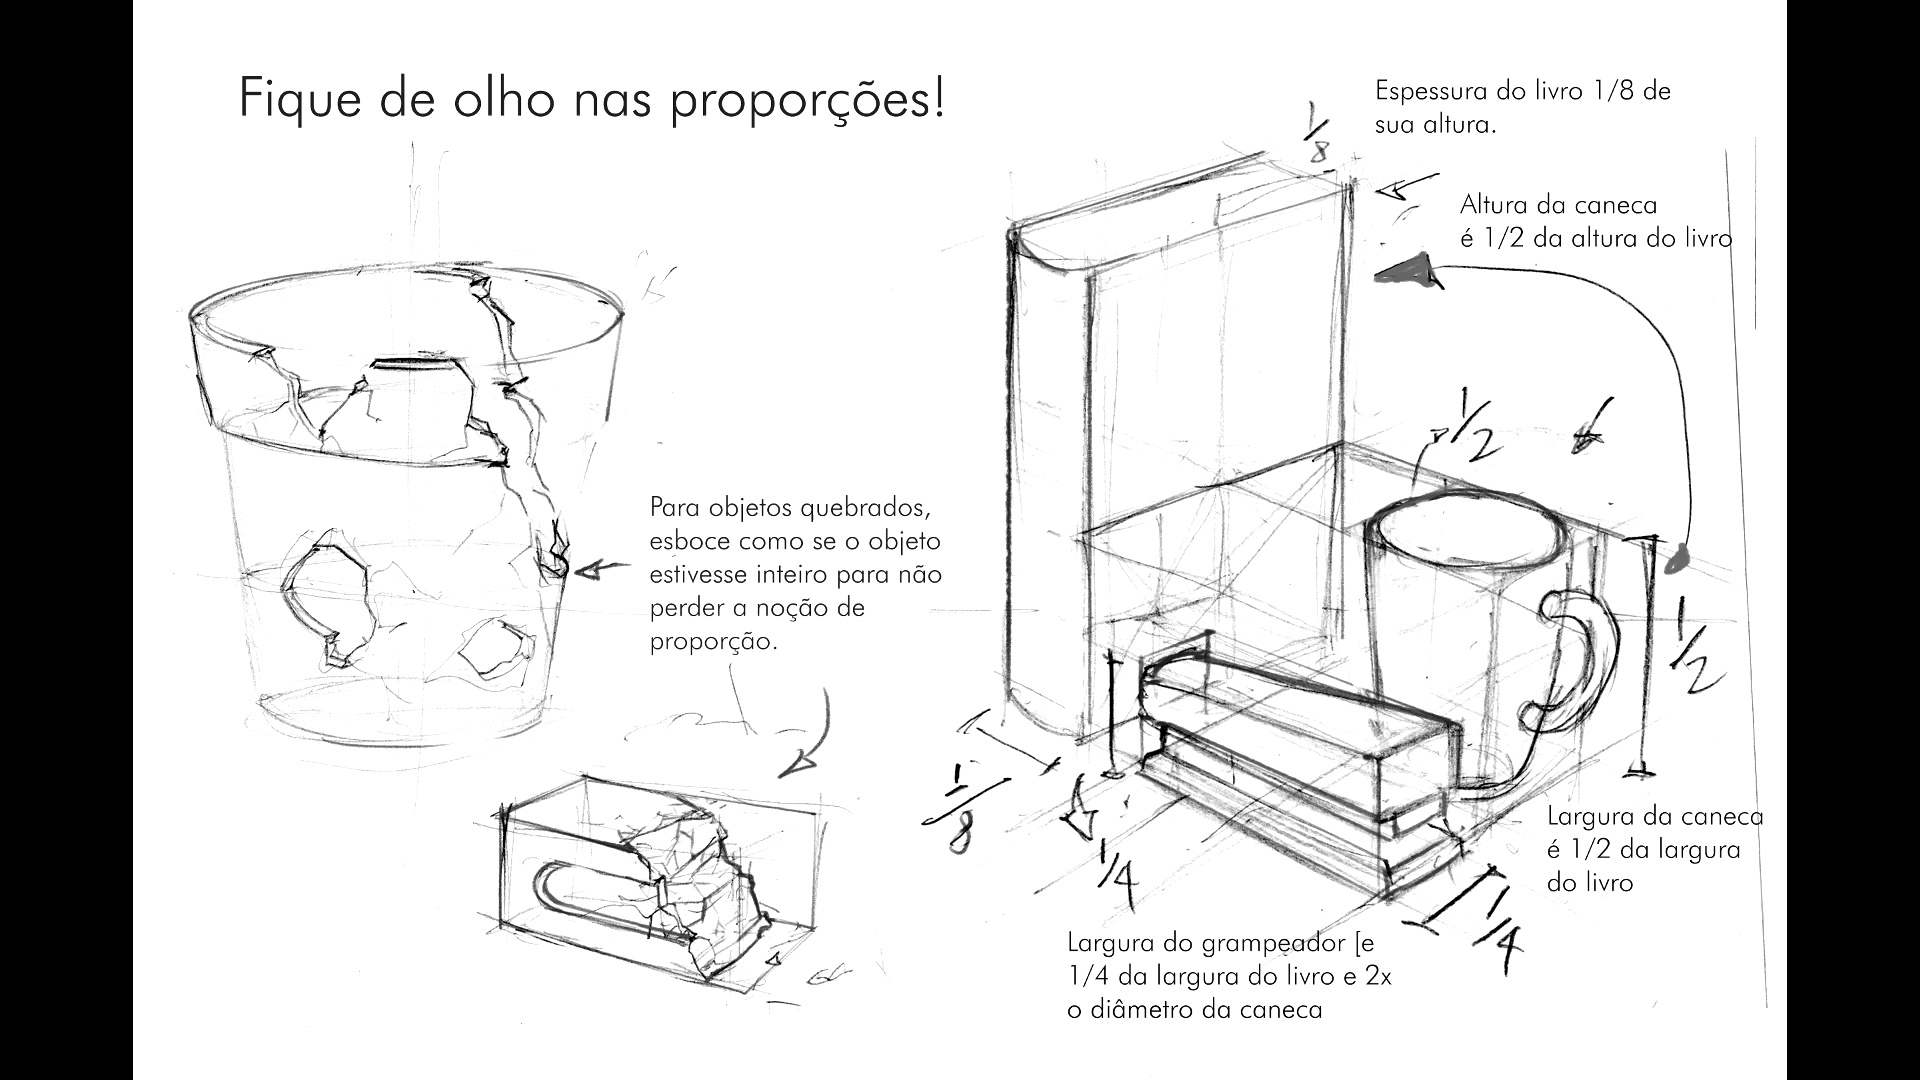 Fique de olho nas proporções!
Espessura do livro 1/8 de
sua altura.
1/8
Altura da caneca
é 1/2 da altura do livro
1/2
Para objetos quebrados,
esboce como se o objeto
estivesse inteiro para não
perder a noção de
proporção.
1/2
1/8
1/4
Largura da caneca
é 1/2 da largura
do livro
1/4
Largura do grampeador [e
1/4 da largura do livro e 2x
o diâmetro da caneca